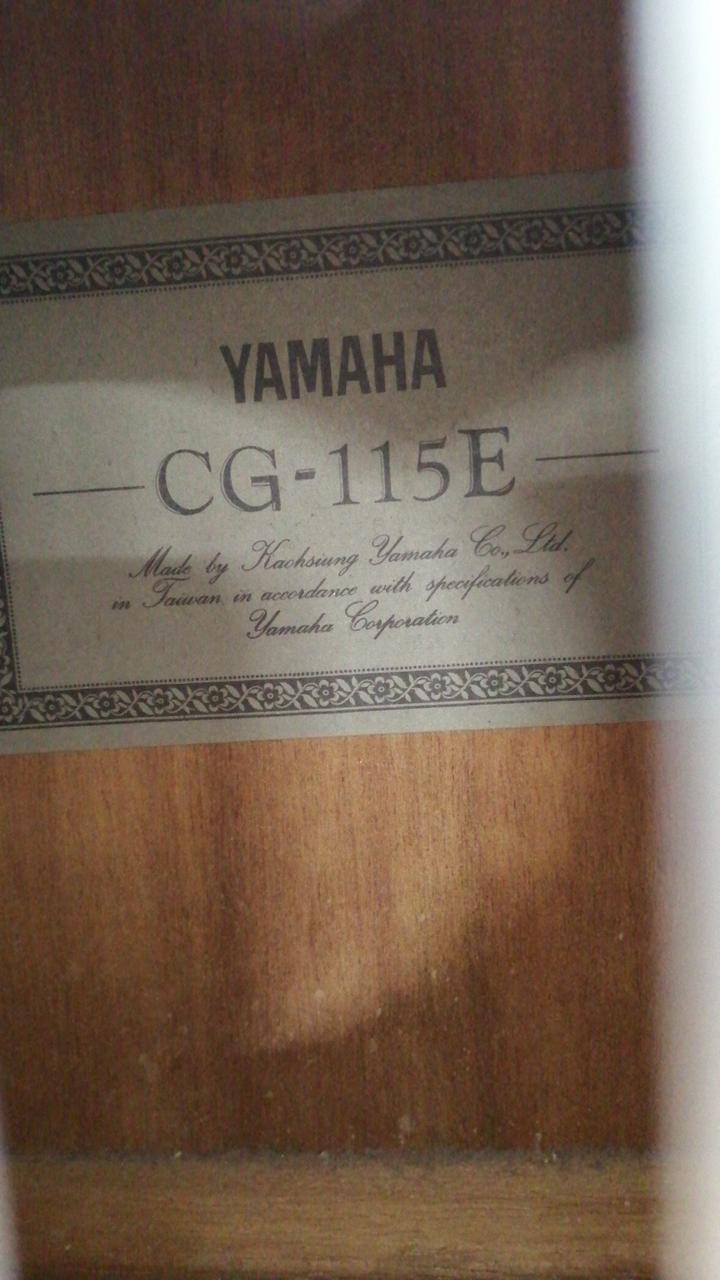 YAMAHA
CG-115E
Made by Kaohsiung Yamaha Co., Ltd.
in Taiwan in accordance with specifications of
Yamaha Corporation